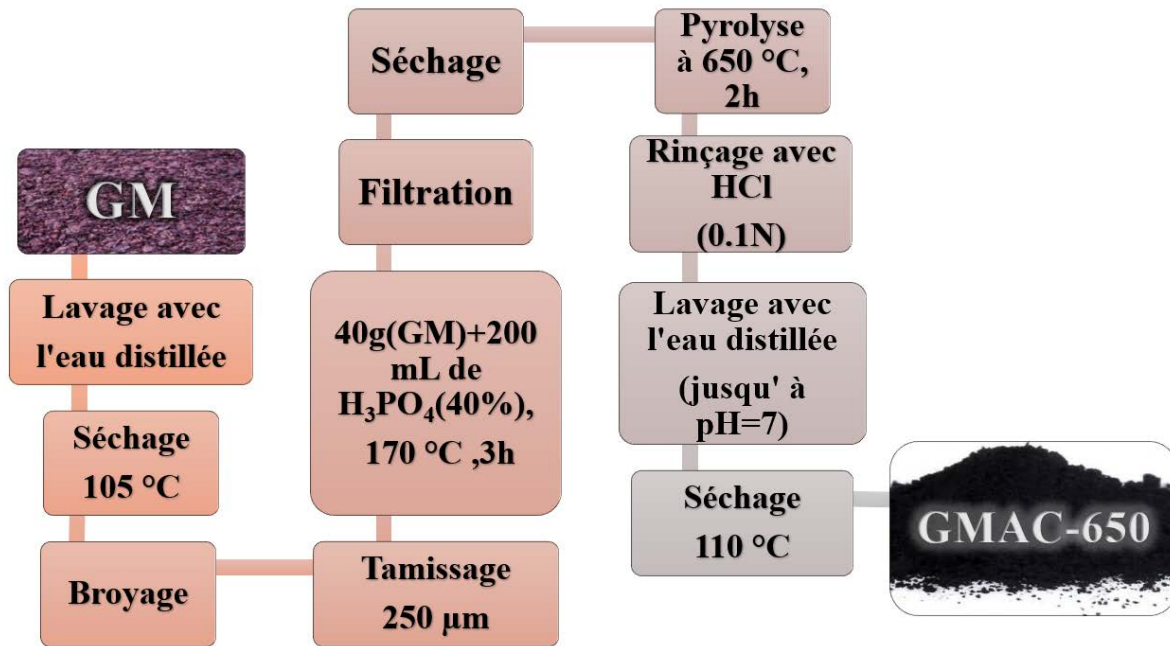 GM
Lavage avec
l'eau distillée
Séchage
105 °C
Broyage
Tamissage
250 µm
40g(GM)+200
mL de
H₃PO₄(40%),
170 °C ,3h
Filtration
Séchage
Pyrolyse
à 650 °C,
2h
Rinçage avec
HCl
(0.1N)
Lavage avec
l'eau distillée
(jusqu' à
pH=7)
Séchage
110 °C
GMAC-650